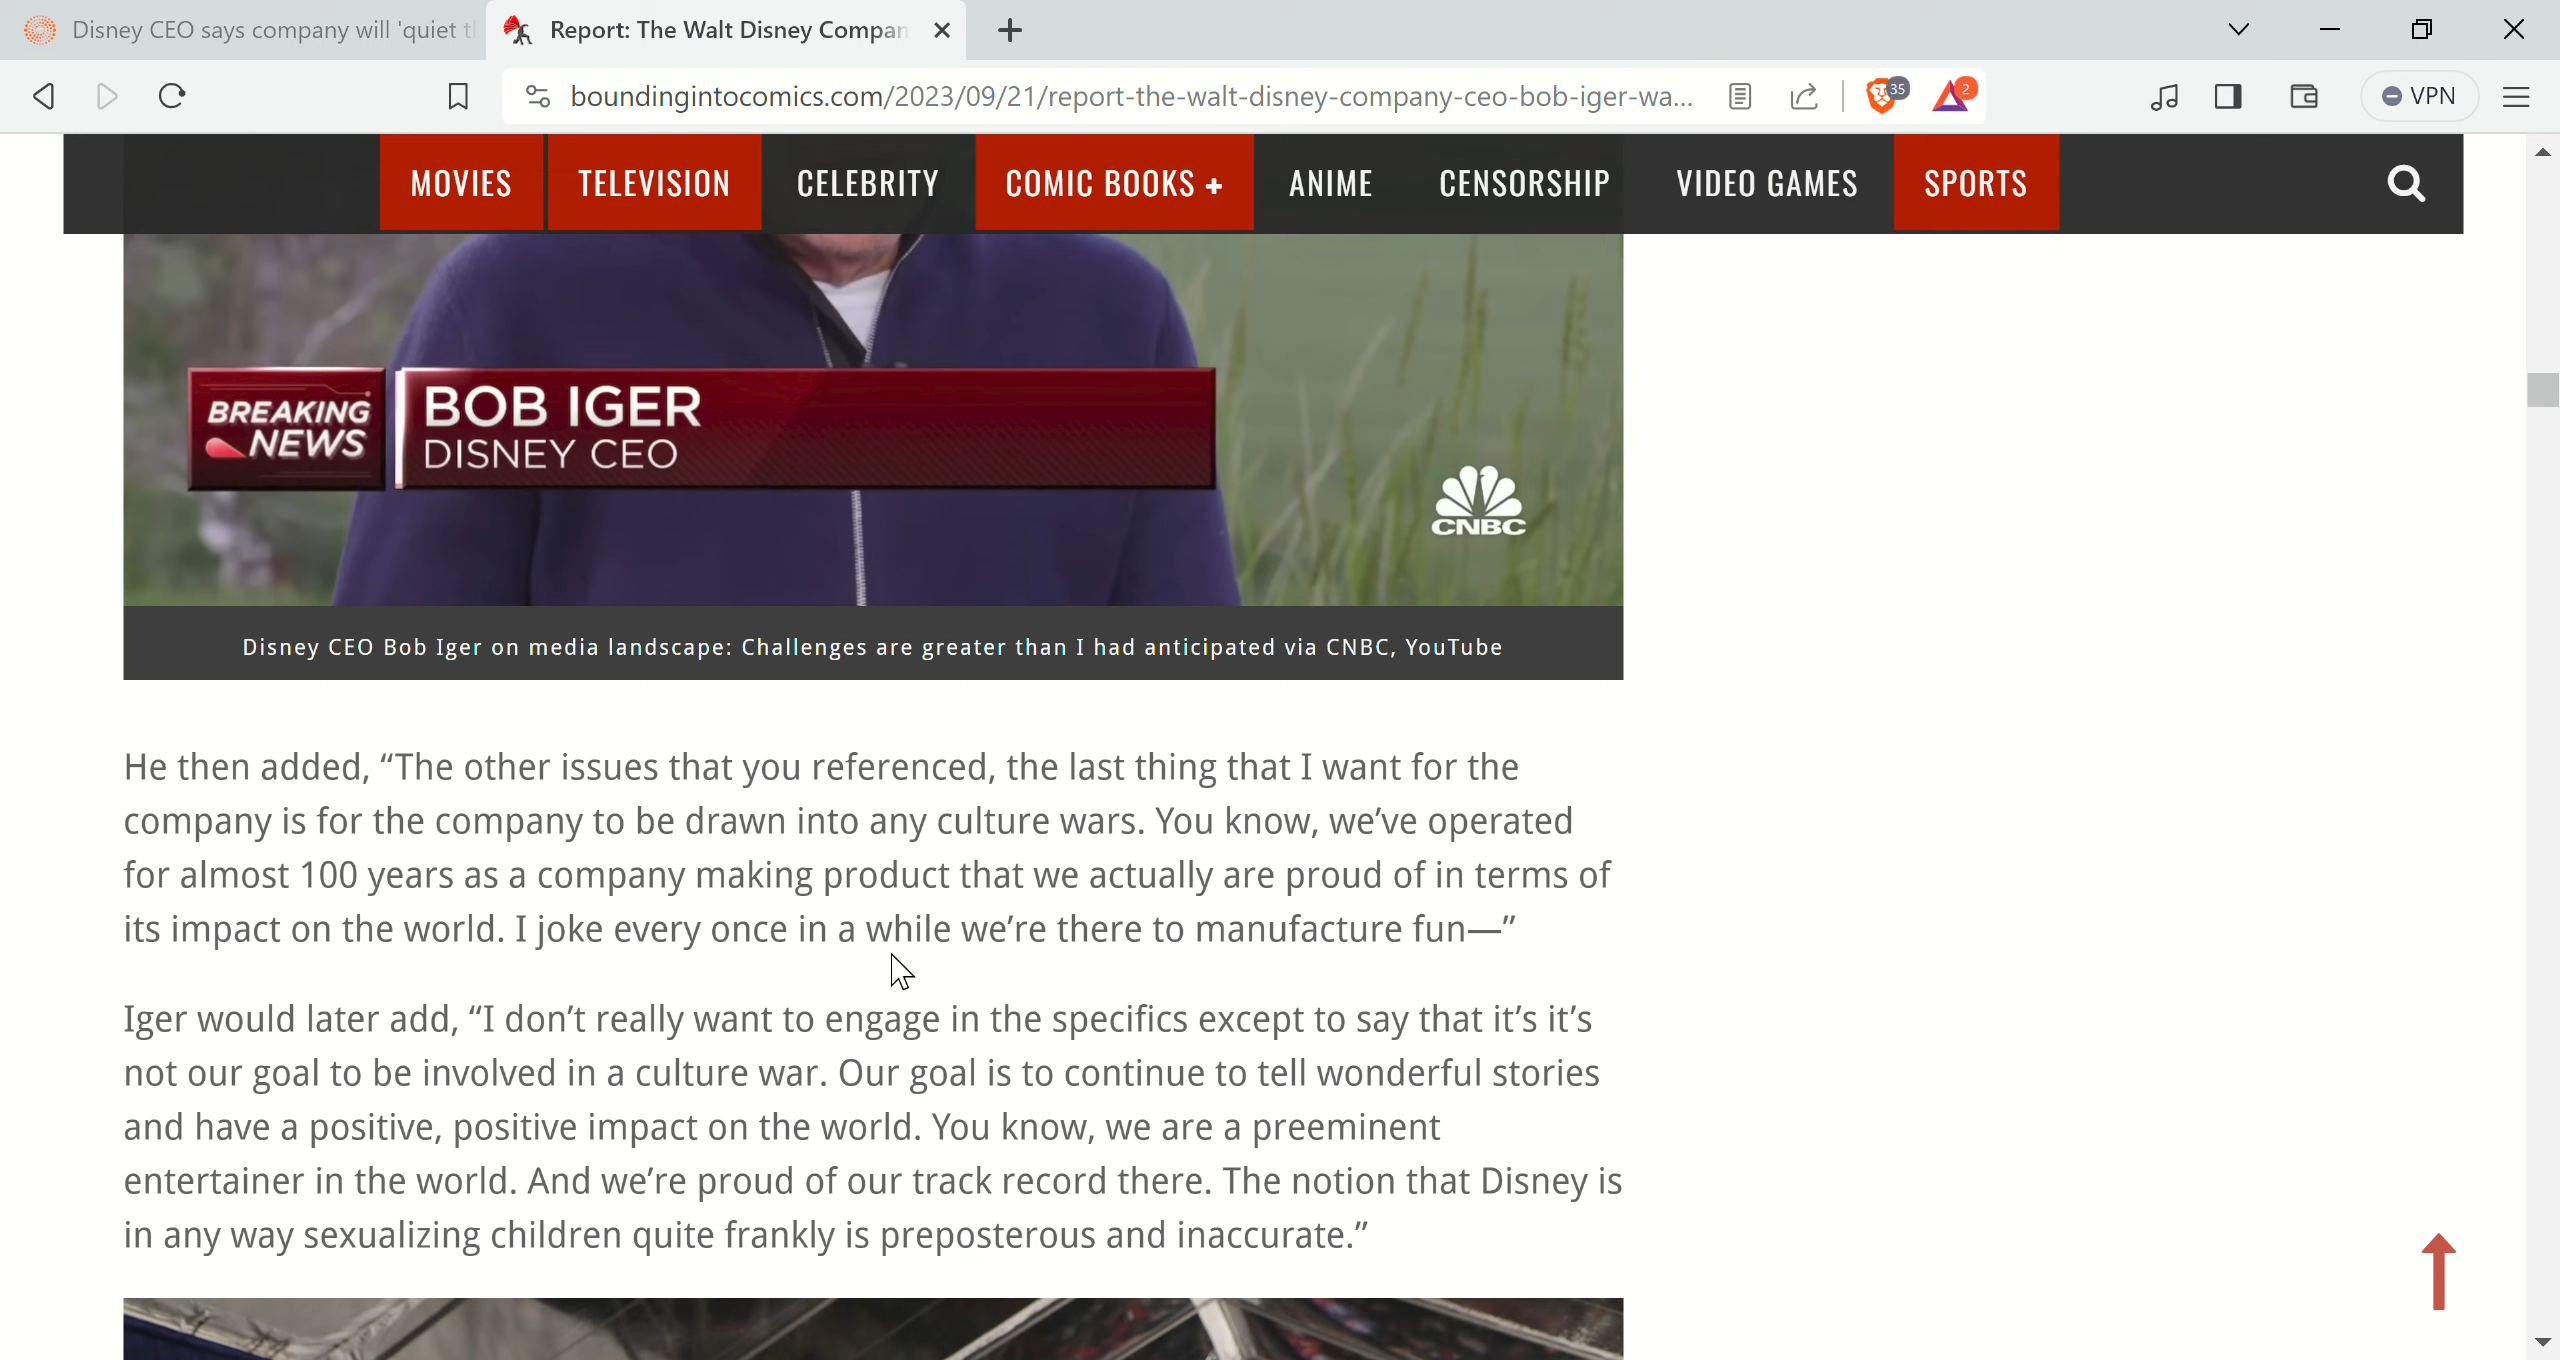 Disney CEO says company will 'quiet t
Report: The Walt Disney Compan
boundingintocomics.com/2023/09/21/report-the-walt-disney-company-ceo-bob-iger-wa...
35
2
VPN
MOVIES
TELEVISION
CELEBRITY
COMIC BOOKS +
ANIME
CENSORSHIP
VIDEO GAMES
SPORTS
BREAKING
NEWS
BOB IGER
DISNEY CEO
CNBC
Disney CEO Bob Iger on media landscape: Challenges are greater than I had anticipated via CNBC, YouTube
He then added, “The other issues that you referenced, the last thing that I want for the
company is for the company to be drawn into any culture wars. You know, we’ve operated
for almost 100 years as a company making product that we actually are proud of in terms of
its impact on the world. I joke every once in a while we’re there to manufacture fun—”
Iger would later add, “I don’t really want to engage in the specifics except to say that it’s it’s
not our goal to be involved in a culture war. Our goal is to continue to tell wonderful stories
and have a positive, positive impact on the world. You know, we are a preeminent
entertainer in the world. And we’re proud of our track record there. The notion that Disney is
in any way sexualizing children quite frankly is preposterous and inaccurate.”